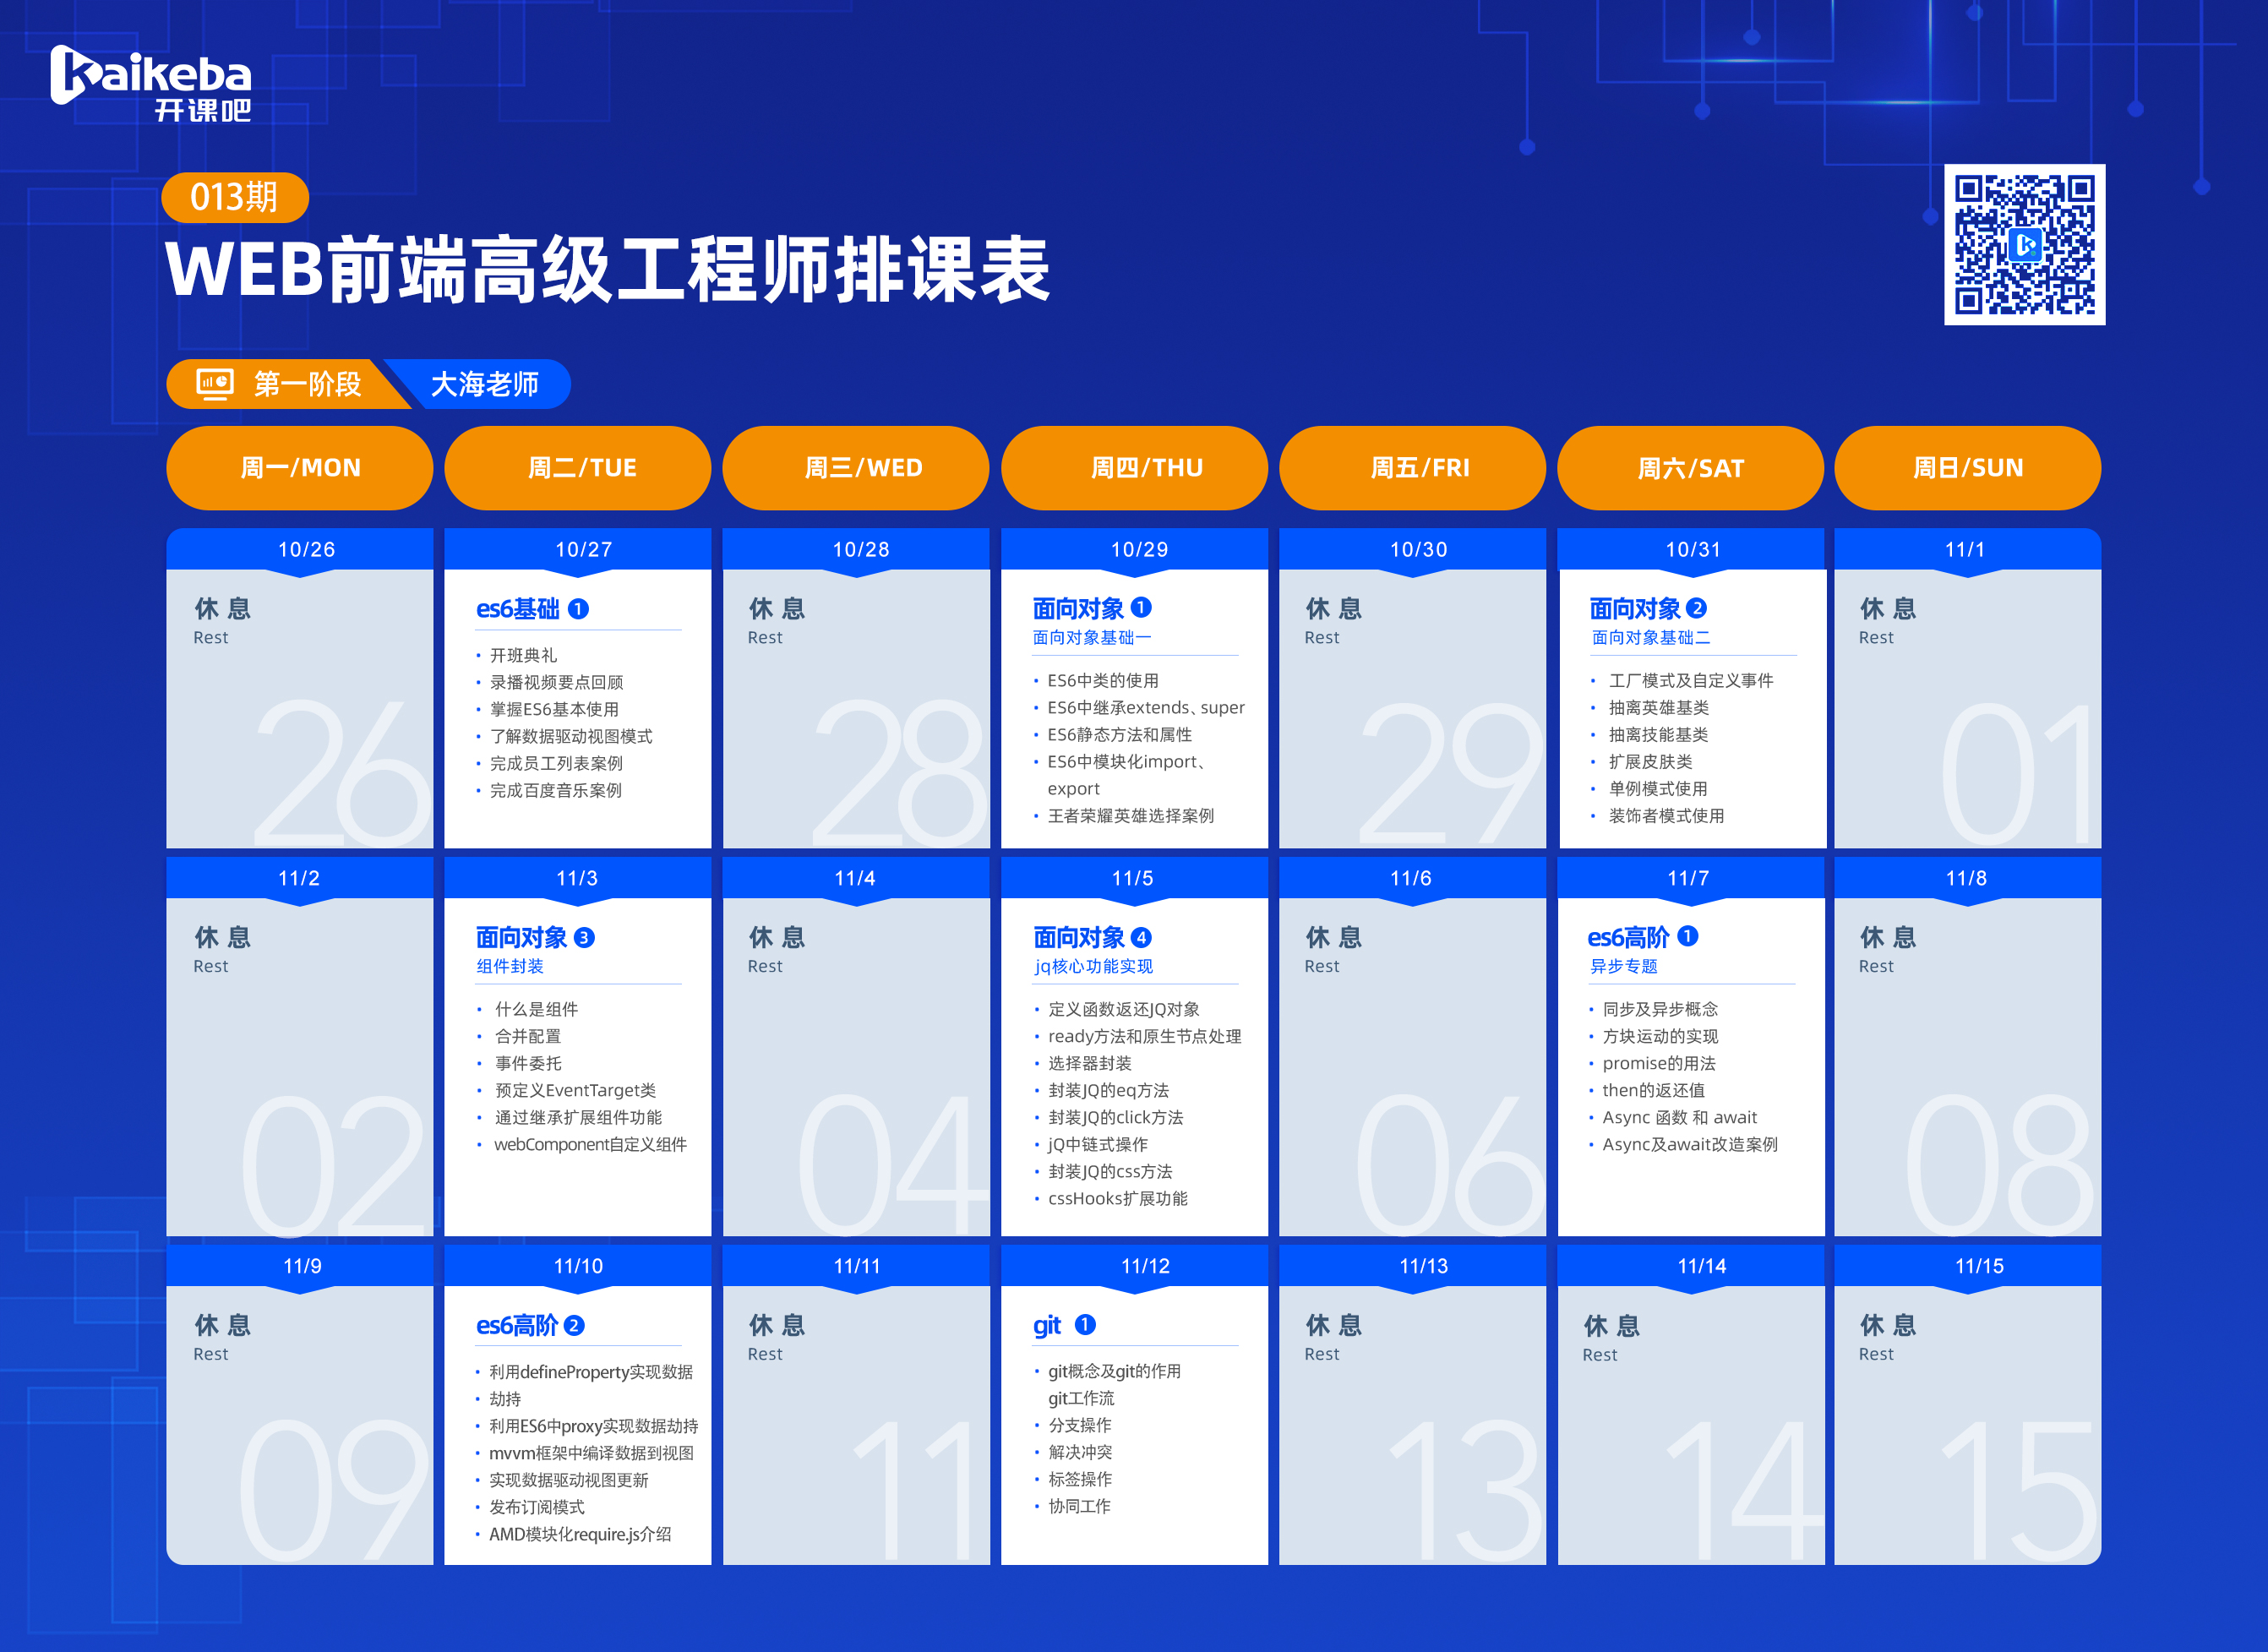 kaikeba
开课吧
013期
WEB前端高级工程师排课表
第一阶段
大海老师
周一/MON
周二/TUE
周三/WED
周四/THU
周五/FRI
周六/SAT
周日/SUN
10/26
休 息
Rest
26
10/27
es6基础 1
• 开班典礼
• 录播视频要点回顾
• 掌握ES6基本使用
• 了解数据驱动视图模式
• 完成员工列表案例
• 完成百度音乐案例
10/28
休 息
Rest
28
10/29
面向对象 1
面向对象基础一
• ES6中类的使用
• ES6中继承extends、super
• ES6静态方法和属性
• ES6中模块化import、
export
• 王者荣耀英雄选择案例
10/30
休 息
Rest
29
10/31
面向对象 2
面向对象基础二
• 工厂模式及自定义事件
• 抽离英雄基类
• 抽离技能基类
• 扩展皮肤类
• 单例模式使用
• 装饰者模式使用
11/1
休 息
Rest
01
11/2
休 息
Rest
02
11/3
面向对象 3
组件封装
• 什么是组件
• 合并配置
• 事件委托
• 预定义EventTarget类
• 通过继承扩展组件功能
• webComponent自定义组件
11/4
休 息
Rest
04
11/5
面向对象 4
jq核心功能实现
• 定义函数返还JQ对象
• ready方法和原生节点处理
• 选择器封装
• 封装JQ的eq方法
• 封装JQ的click方法
• jQ中链式操作
• 封装JQ的css方法
• cssHooks扩展功能
11/6
休 息
Rest
06
11/7
es6高阶 1
异步专题
• 同步及异步概念
• 方块运动的实现
• promise的用法
• then的返还值
• Async 函数 和 await
• Async及await改造案例
11/8
休 息
Rest
08
11/9
休 息
Rest
09
11/10
es6高阶 2
• 利用defineProperty实现数据
• 劫持
• 利用ES6中proxy实现数据劫持
• mvvm框架中编译数据到视图
• 实现数据驱动视图更新
• 发布订阅模式
• AMD模块化require.js介绍
11/11
休 息
Rest
11
11/12
git 1
• git概念及git的作用
git工作流
• 分支操作
• 解决冲突
• 标签操作
• 协同工作
11/13
休 息
Rest
13
11/14
休 息
Rest
14
11/15
休 息
Rest
15